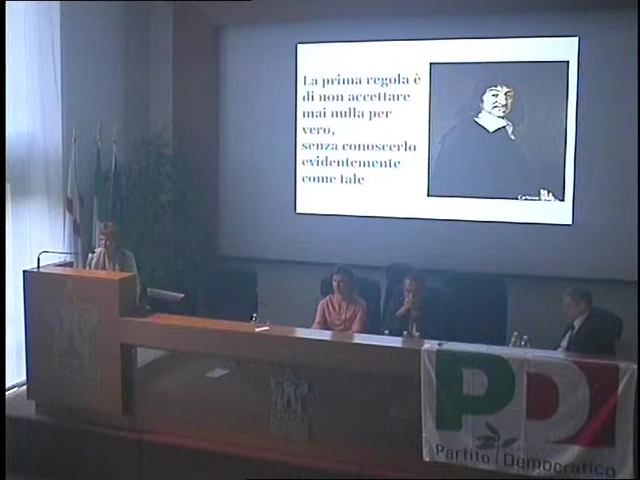 La prima regola è
di non accettare
mai nulla per
vero,
senza conoscerlo
evidentemente
come tale
PD
Partito Democratico